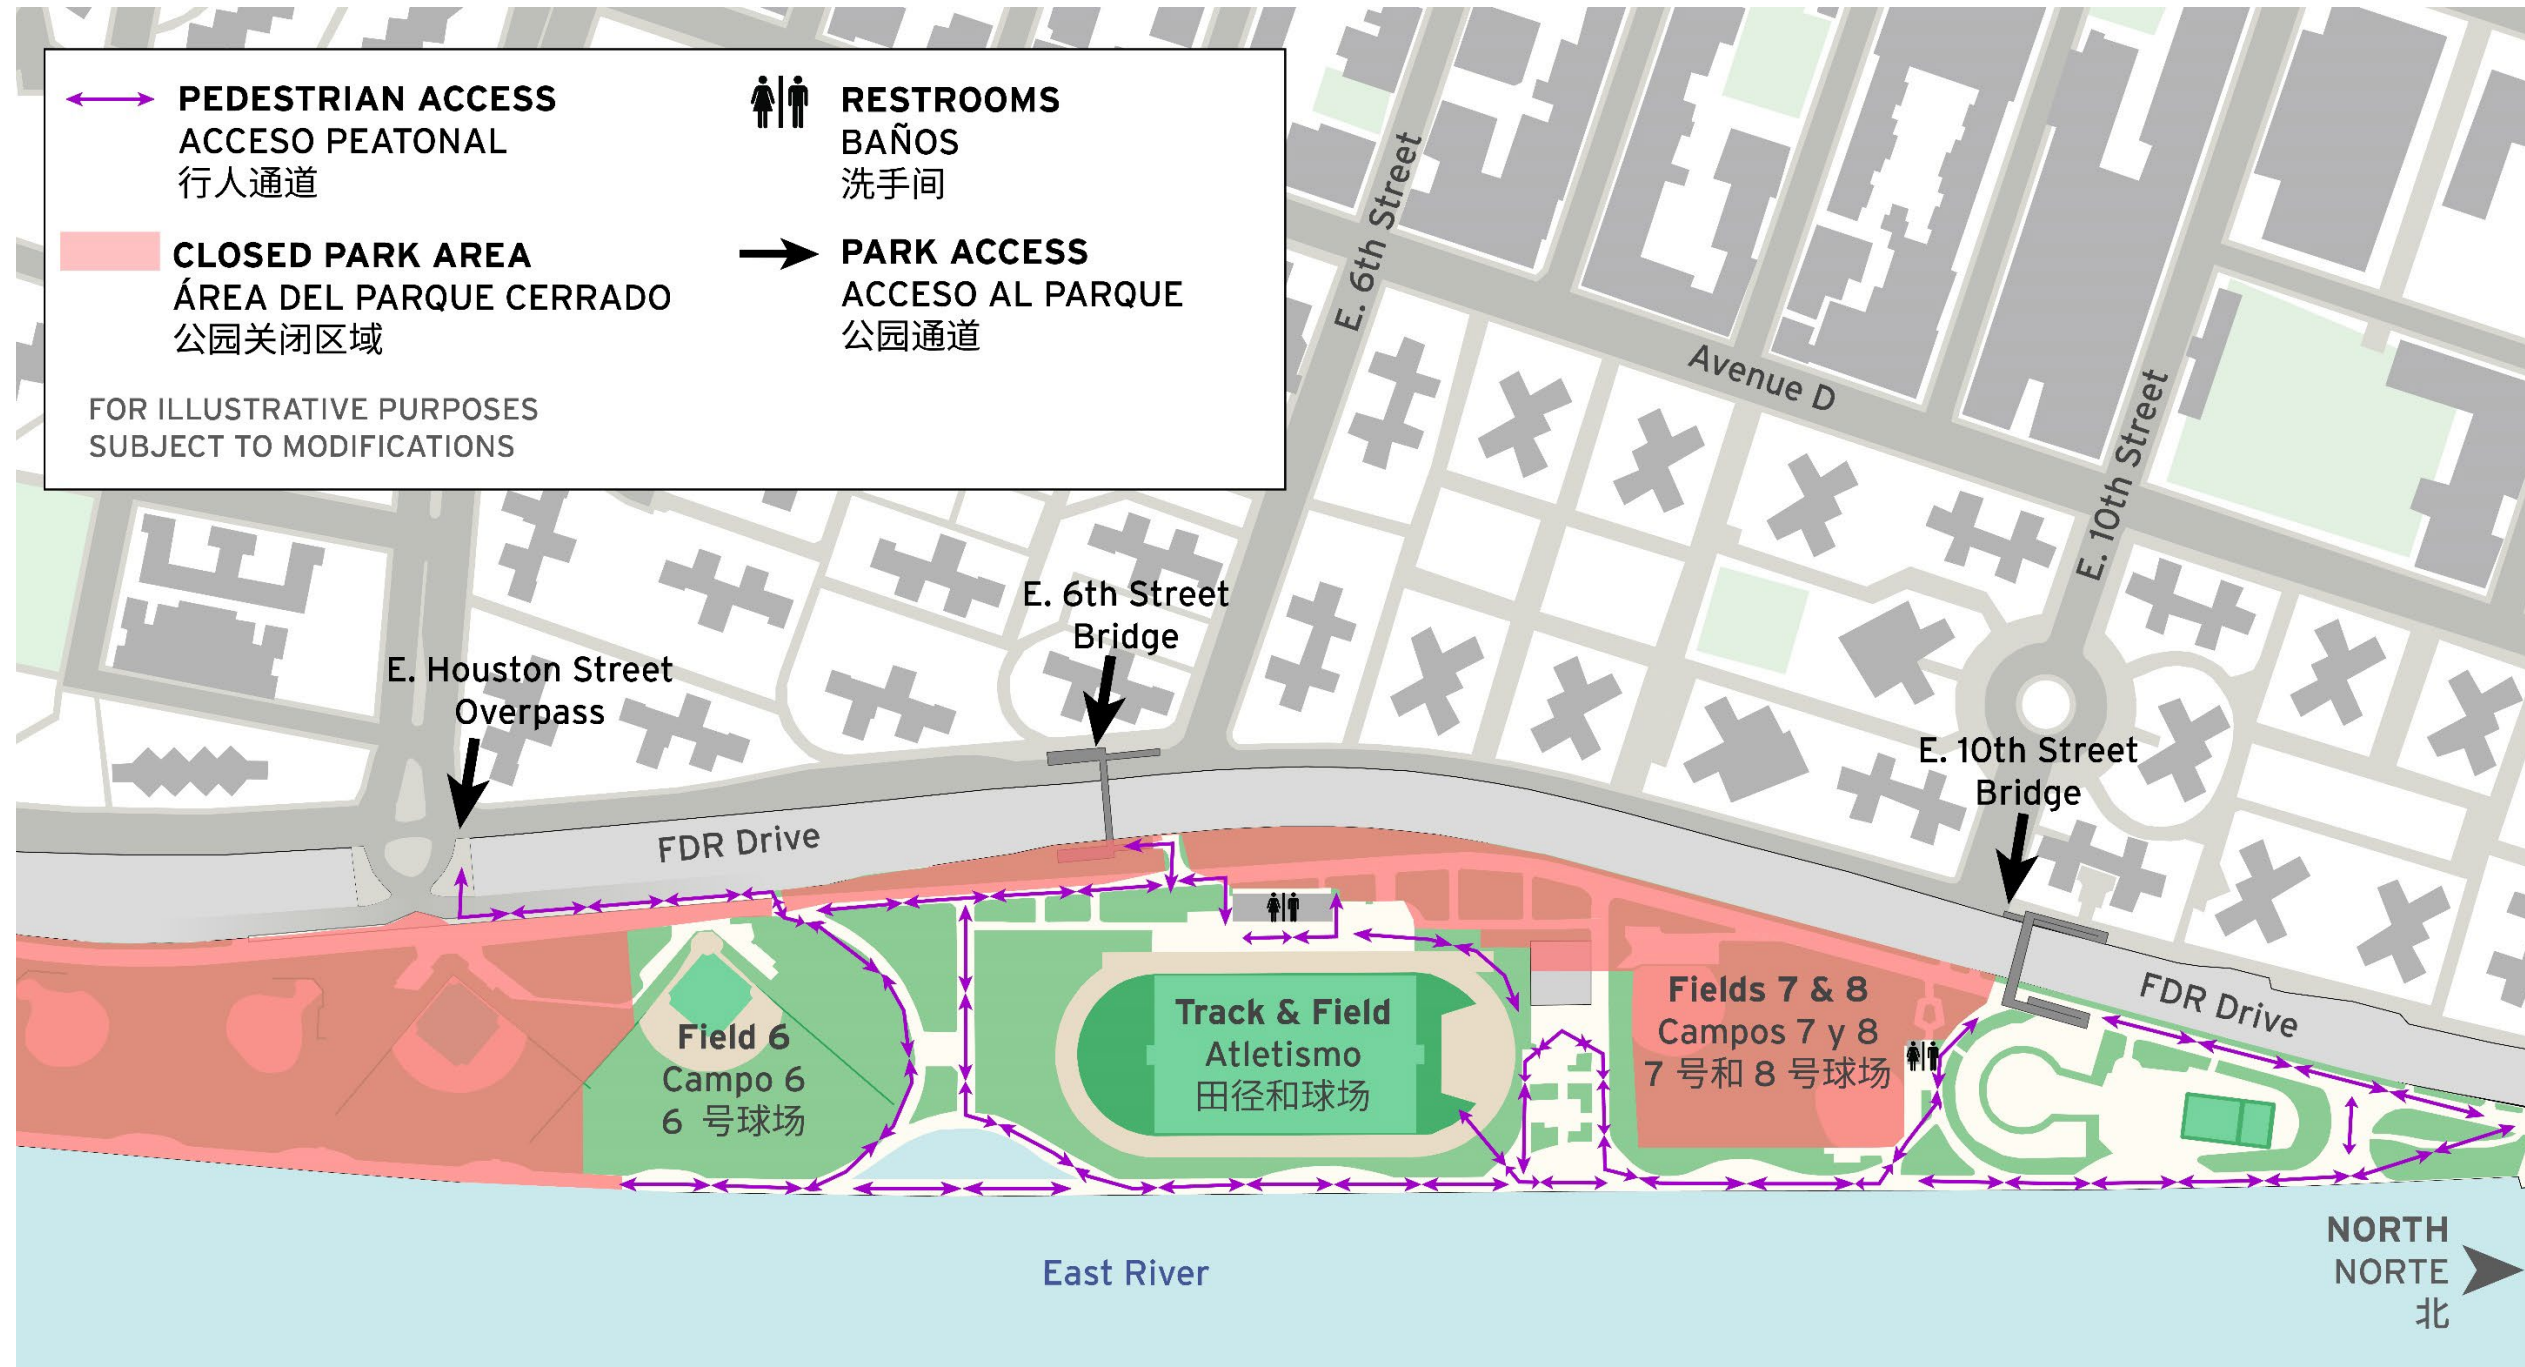 PEDESTRIAN ACCESS
ACCESO PEATONAL
行人通道
CLOSED PARK AREA
ÁREA DEL PARQUE CERRADO
公园关闭区域
FOR ILLUSTRATIVE PURPOSES
SUBJECT TO MODIFICATIONS
RESTROOMS
BAÑOS
洗手间
PARK ACCESS
ACCESO AL PARQUE
公园通道
E. 6th Street
Avenue D
E. 10th Street
E. Houston Street
Overpass
E. 6th Street
Bridge
E. 10th Street
Bridge
FDR Drive
FDR Drive
Field 6
Campo 6
6 号球场
Track & Field
Atletismo
田径和球场
Fields 7 & 8
Campos 7 y 8
7 号和 8 号球场
East River
NORTH
NORTE
北